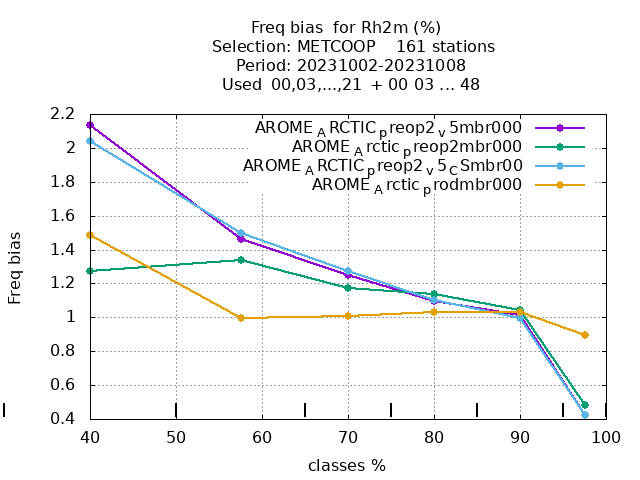 Freq bias  for Rh2m (%)
Selection: METCOOP    161 stations
Period: 20231002-20231008
Used  00,03,...,21  + 00 03 ... 48
AROME_ARCTIC_preop2_v5mbr000
AROME_Arctic_preop2mbr000
AROME_ARCTIC_preop2_v5_CSmbr00
AROME_Arctic_prodmbr000
Freq bias
2.2
2
1.8
1.6
1.4
1.2
1
0.8
0.6
0.4
40 50 60 70 80 90 100
classes %